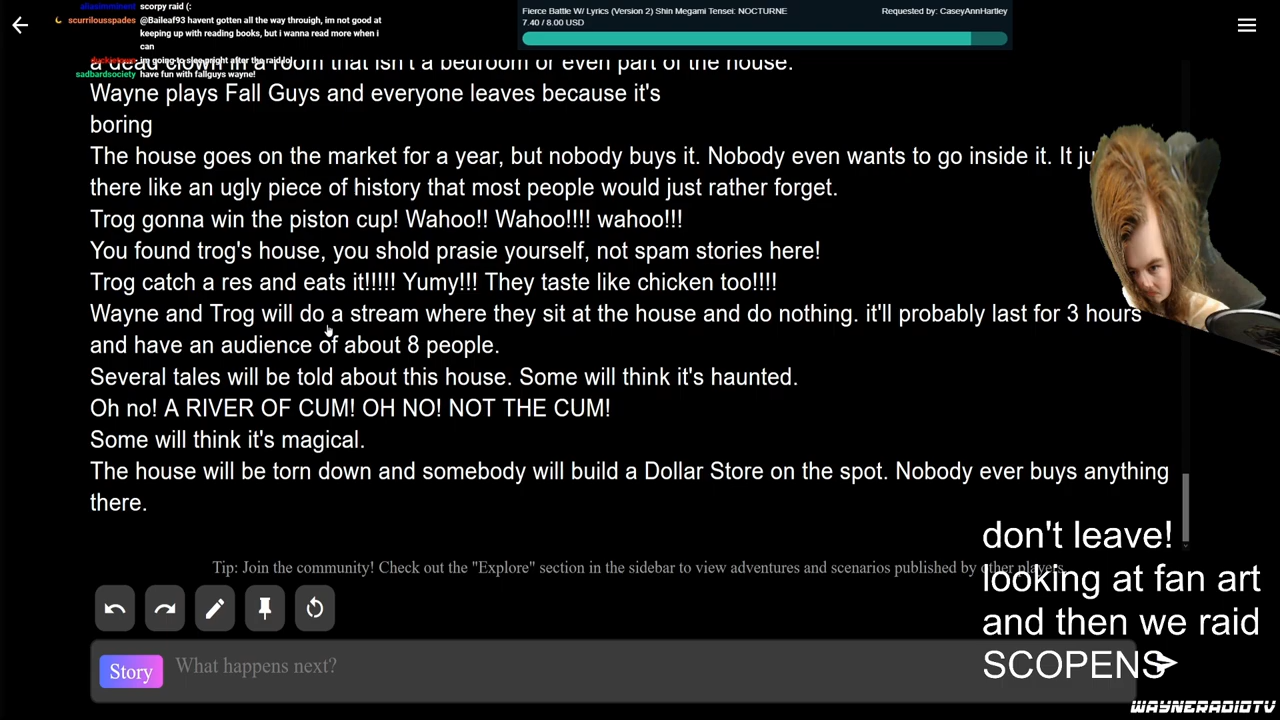 aliasimminent scorpy raid (:
scurrilousspades @Baileaf93 havent gotten all the way through, im not good at
keeping up with reading books, but i wanna read more when i
can
im going to slee pright after the raid lol
sadbardsociety have fun with fallguys wayne!
Fierce Battle W/ Lyrics (Version 2) Shin Megami Tensei: NOCTURNE
Requested by: CaseyAnnHartley
7.40 / 8.00 USD
a dead clown in a room that isn't a bedroom or even part of the house.
Wayne plays Fall Guys and everyone leaves because it's
boring
The house goes on the market for a year, but nobody buys it. Nobody even wants to go inside it. It ju
there like an ugly piece of history that most people would just rather forget.
Trog gonna win the piston cup! Wahoo!! Wahoo!!!! wahoo!!!
You found trog's house, you shold prasie yourself, not spam stories here!
Trog catch a res and eats it!!!!! Yumy!!! They taste like chicken too!!!!
Wayne and Trog will do a stream where they sit at the house and do nothing. it'll probably last for 3 hours
and have an audience of about 8 people.
Several tales will be told about this house. Some will think it's haunted.
Oh no! A RIVER OF CUM! OH NO! NOT THE CUM!
Some will think it's magical.
The house will be torn down and somebody will build a Dollar Store on the spot. Nobody ever buys anything
there.
Tip: Join the community! Check out the "Explore" section in the sidebar to view adventures and scenarios published by other players.
Story What happens next?
don't leave!
looking at fan art
and then we raid
SCOPENS
WAYNERADIOTV